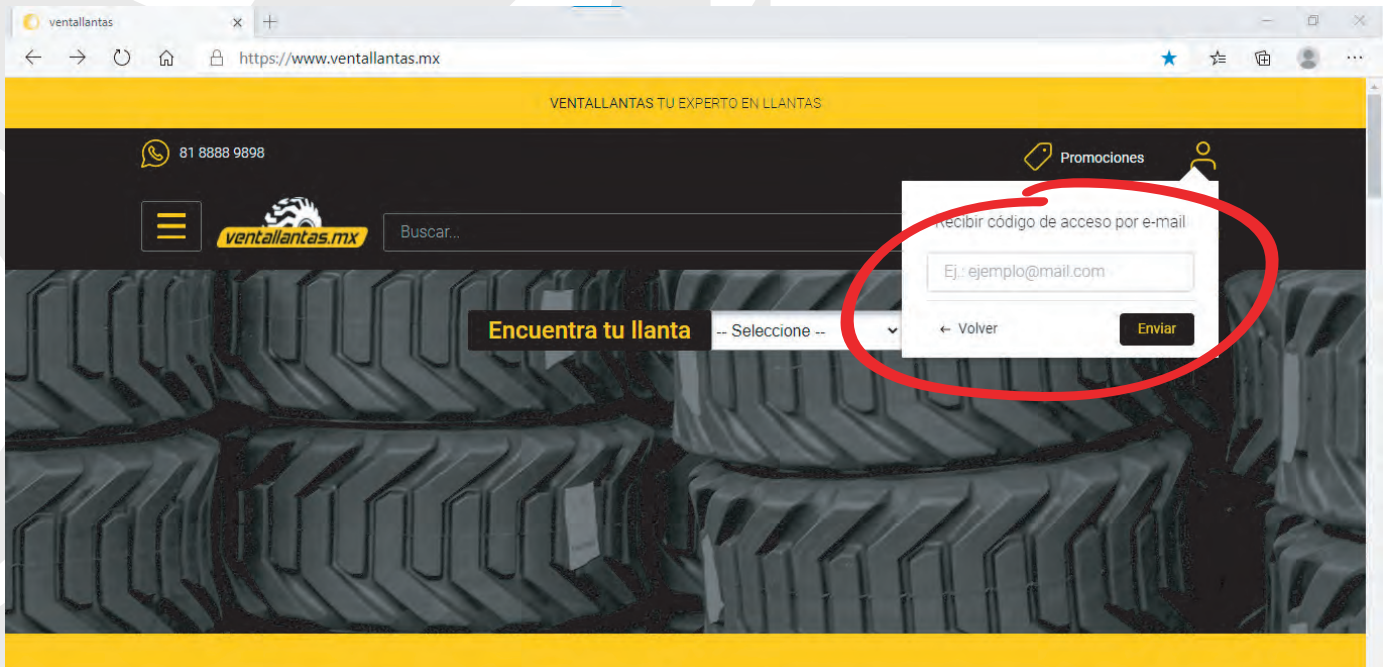 ventallantas
https://www.ventallantas.mx
VENTALLANTAS TU EXPERTO EN LLANTAS
81 8888 9898
Promociones
ventallantas.mx
Buscar...
Recibir código de acceso por e-mail
Ej.: ejemplo@mail.com
← Volver
Enviar
Encuentra tu llanta
-- Seleccione --